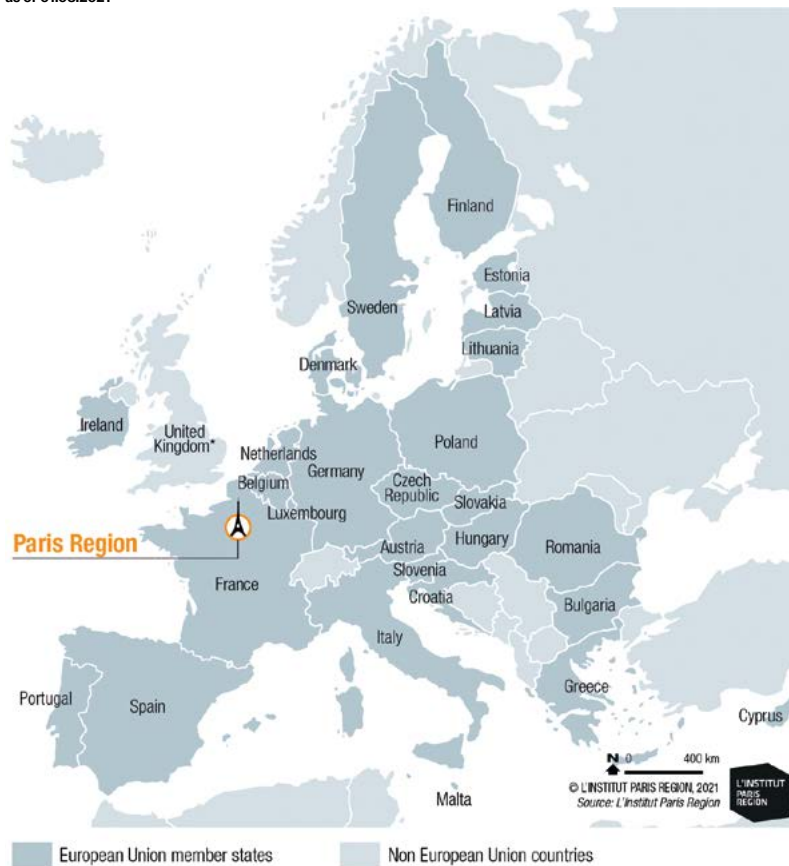 as of
Finland
Estonia
Sweden
Latvia
Lithuania
Denmark
Ireland
United
Kingdom*
Netherlands
Poland
Germany
Belgium
Czech
Republic
Slovakia
Luxembourg
Paris Region
Austria
Hungary
Romania
Slovenia
France
Croatia
Bulgaria
Italy
Greece
Portugal
Spain
Cyprus
N 0 400 km
© L'INSTITUT PARIS REGION, 2021
Source: L'Institut Paris Region
L'INSTITUT
PARIS
REGION
Malta
European Union member states
Non European Union countries